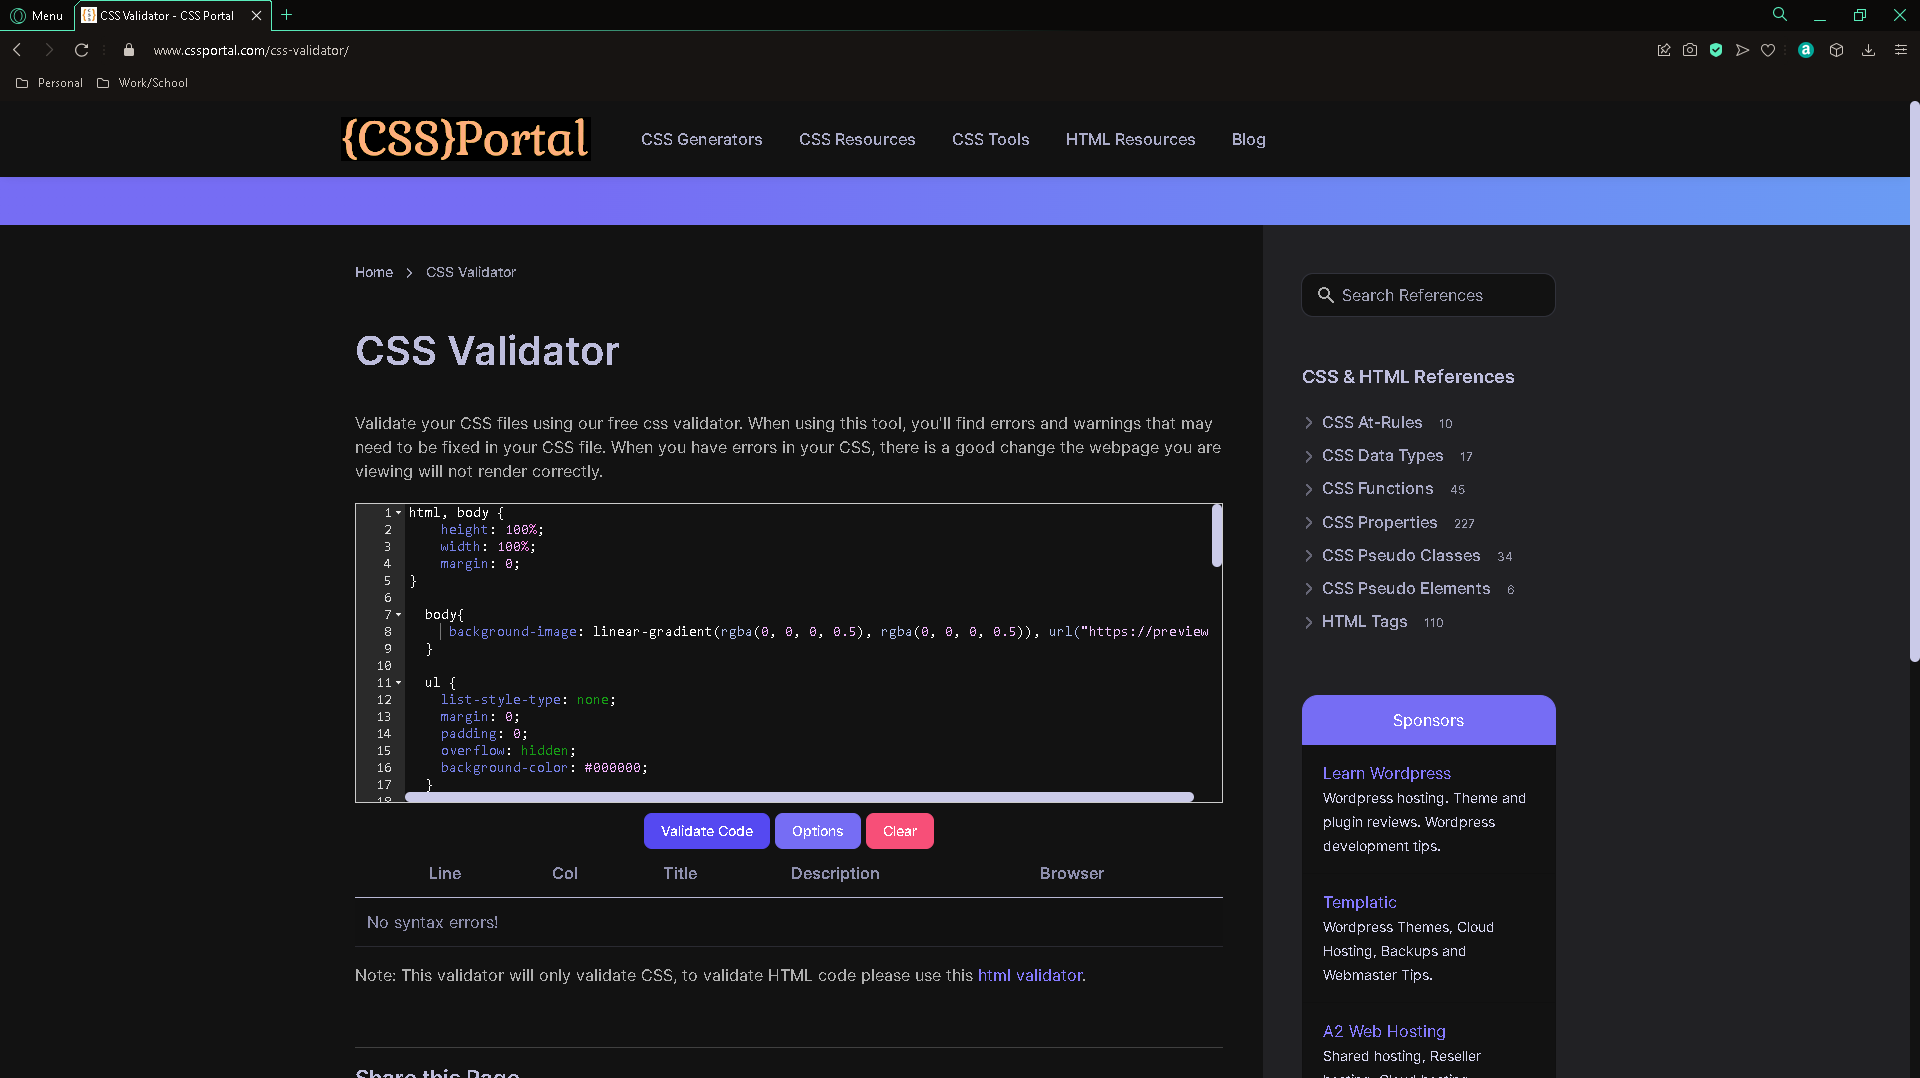 Menu
CSS Validator - CSS Portal
www.cssportal.com/css-validator/
Personal
Work/School
{CSS}Portal
CSS Generators
CSS Resources
CSS Tools
HTML Resources
Blog
Home > CSS Validator
CSS Validator
Validate your CSS files using our free css validator. When using this tool, you'll find errors and warnings that may
need to be fixed in your CSS file. When you have errors in your CSS, there is a good change the webpage you are
viewing will not render correctly.
1 html, body {
2 height: 100%;
3 width: 100%;
4 margin: 0;
5 }
6
7 body{
8 background-image: linear-gradient(rgba(0, 0, 0, 0.5), rgba(0, 0, 0, 0.5)), url("https://preview
9 }
10
11 ul {
12 list-style-type: none;
13 margin: 0;
14 padding: 0;
15 overflow: hidden;
16 background-color: #000000;
17 }
18
Validate Code
Options
Clear
Line Col Title Description Browser
No syntax errors!
Note: This validator will only validate CSS, to validate HTML code please use this html validator.
Share this Page
Search References
CSS & HTML References
CSS At-Rules 10
CSS Data Types 17
CSS Functions 45
CSS Properties 227
CSS Pseudo Classes 34
CSS Pseudo Elements 6
HTML Tags 110
Sponsors
Learn Wordpress
Wordpress hosting. Theme and
plugin reviews. Wordpress
development tips.
Templatic
Wordpress Themes, Cloud
Hosting, Backups and
Webmaster Tips.
A2 Web Hosting
Shared hosting, Reseller
hosting, Cloud hosting